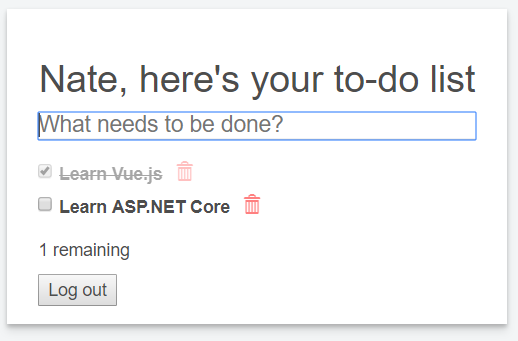 Nate, here's your to-do list
What needs to be done?
Learn Vue.js
Learn ASP.NET Core
1 remaining
Log out